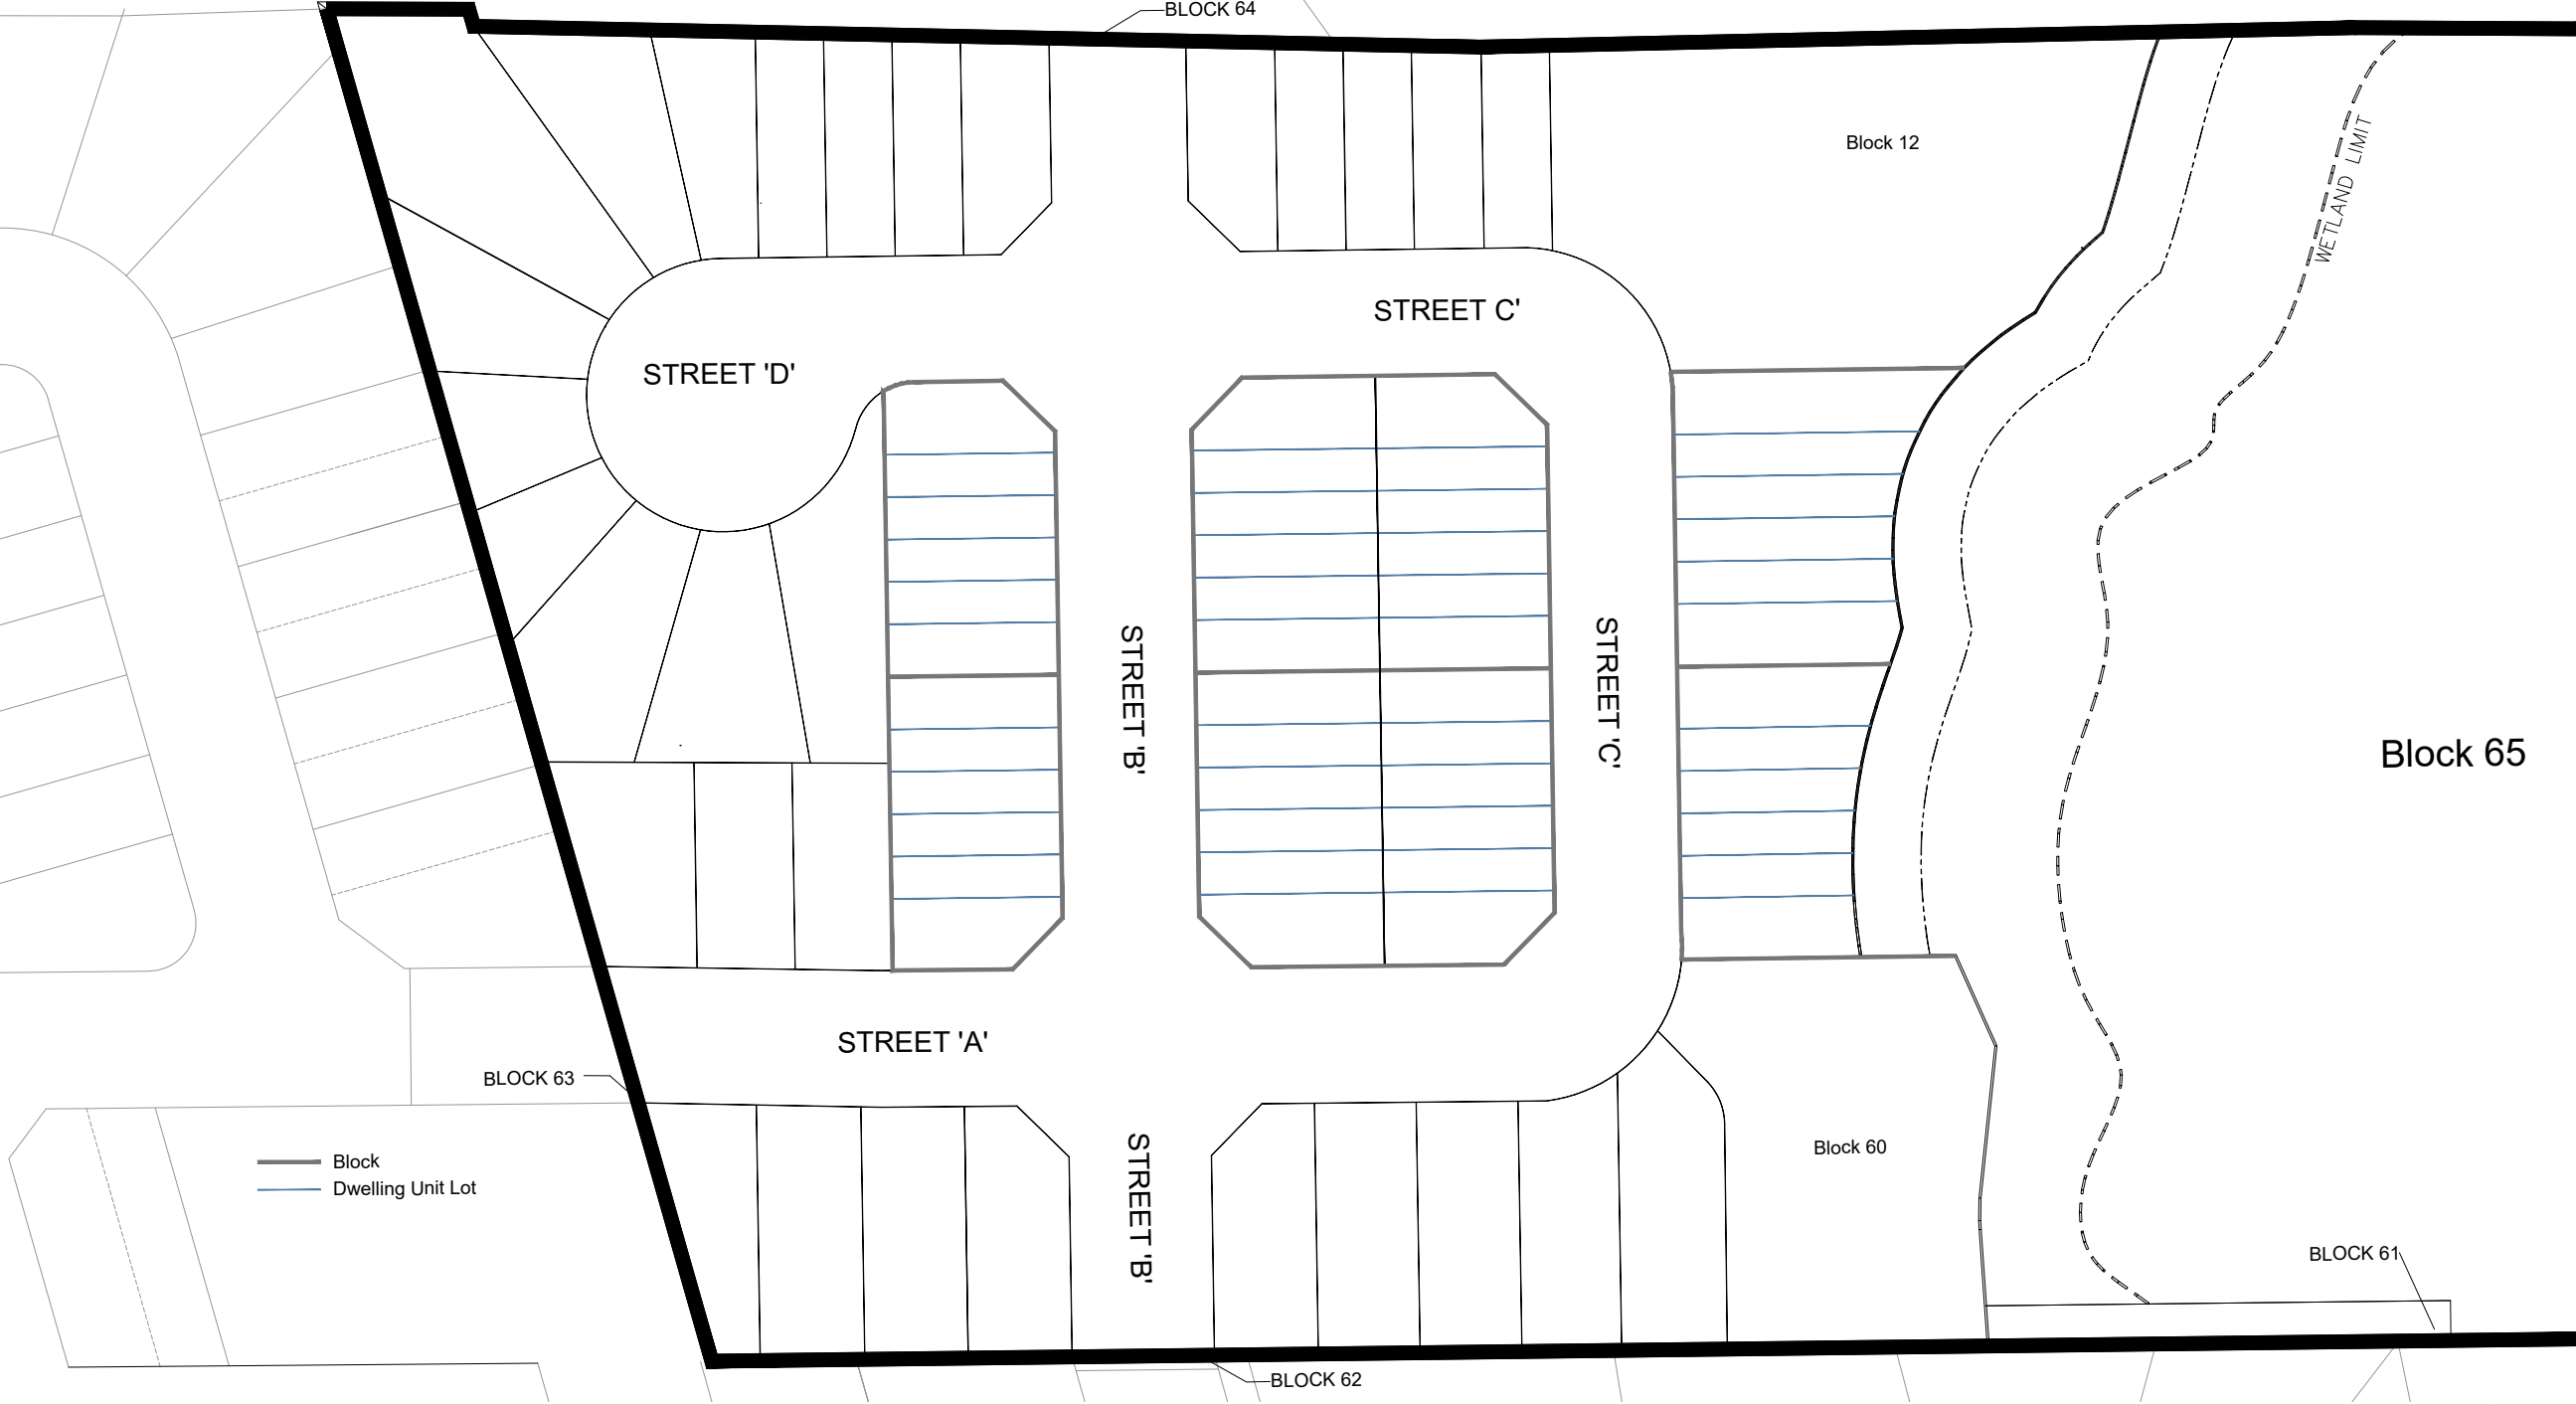 BLOCK 64
Block 12
WETLAND LIMIT
STREET C'
STREET 'D'
STREET 'B'
STREET 'C'
Block 65
STREET 'A'
BLOCK 63
Block 60
Block
Dwelling Unit Lot
STREET 'B'
BLOCK 61
BLOCK 62